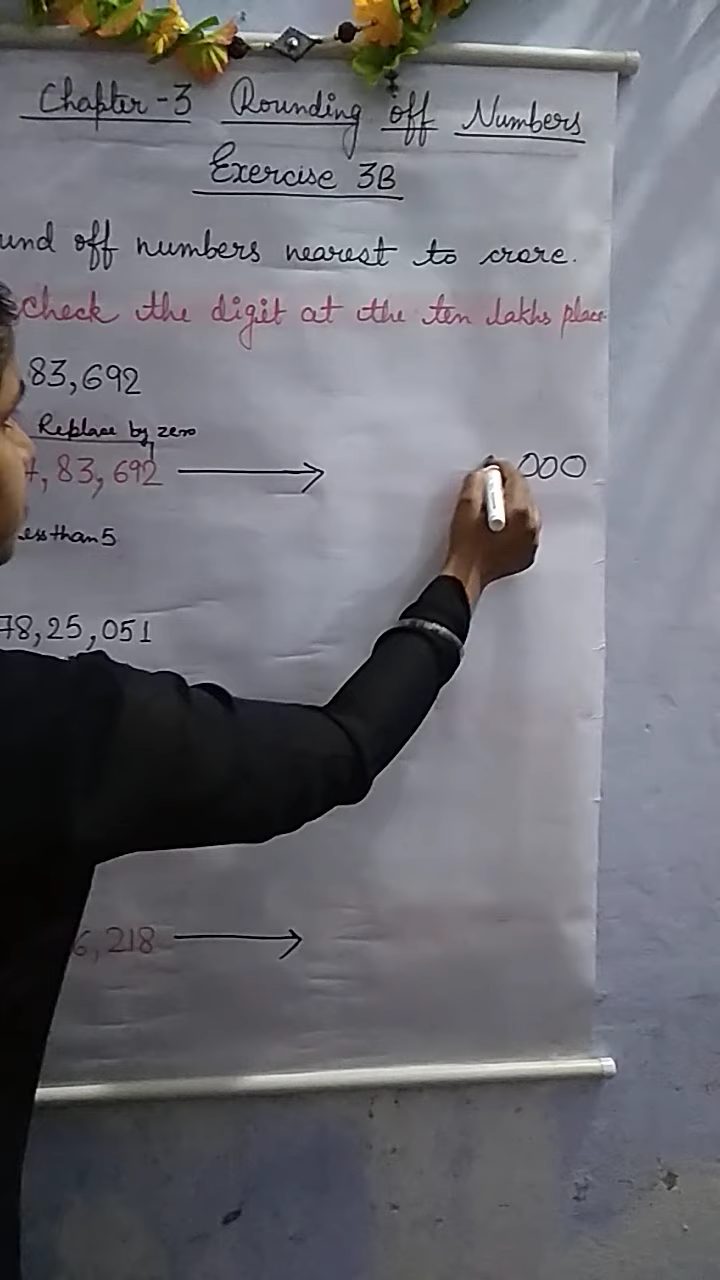 Chapter-3 Rounding off Numbers
Exercise 3B
und off numbers nearest to crore.
check the digit at the ten lakhs place
83,692
Replace by zero
, 83, 692 → 000
ess than 5
78,25,051
6,218 →